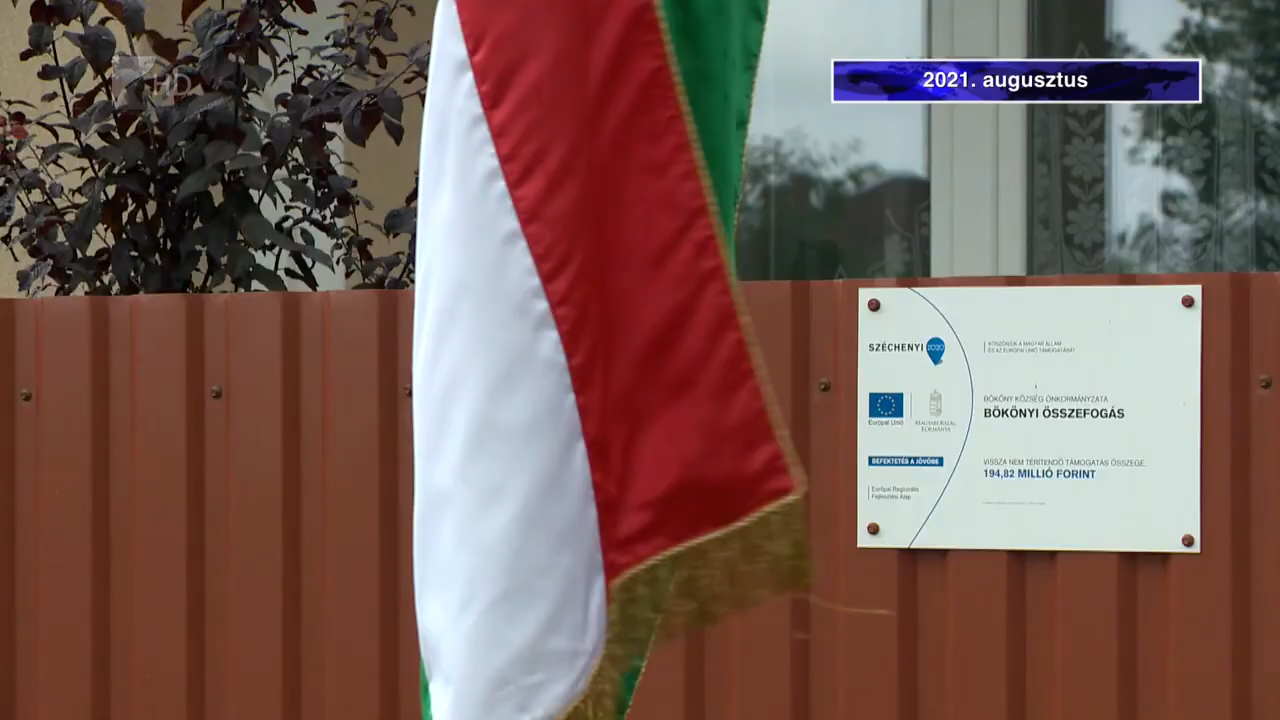 HD
2021. augusztus
SZÉCHENYI 2020
KÖSZÖNJÜK A MAGYAR ÁLLAM
ÉS AZ EURÓPAI UNIÓ TÁMOGATÁSÁT!
Európai Unió
MAGYARORSZÁG
KORMÁNYA
BEFEKTETÉS A JÖVŐBE
Európai Regionális
Fejlesztési Alap
BÖKÖNY KÖZSÉG ÖNKORMÁNYZATA
BÖKÖNYI ÖSSZEFOGÁS
VISSZA NEM TÉRÍTENDŐ TÁMOGATÁS ÖSSZEGE:
194,82 MILLIÓ FORINT